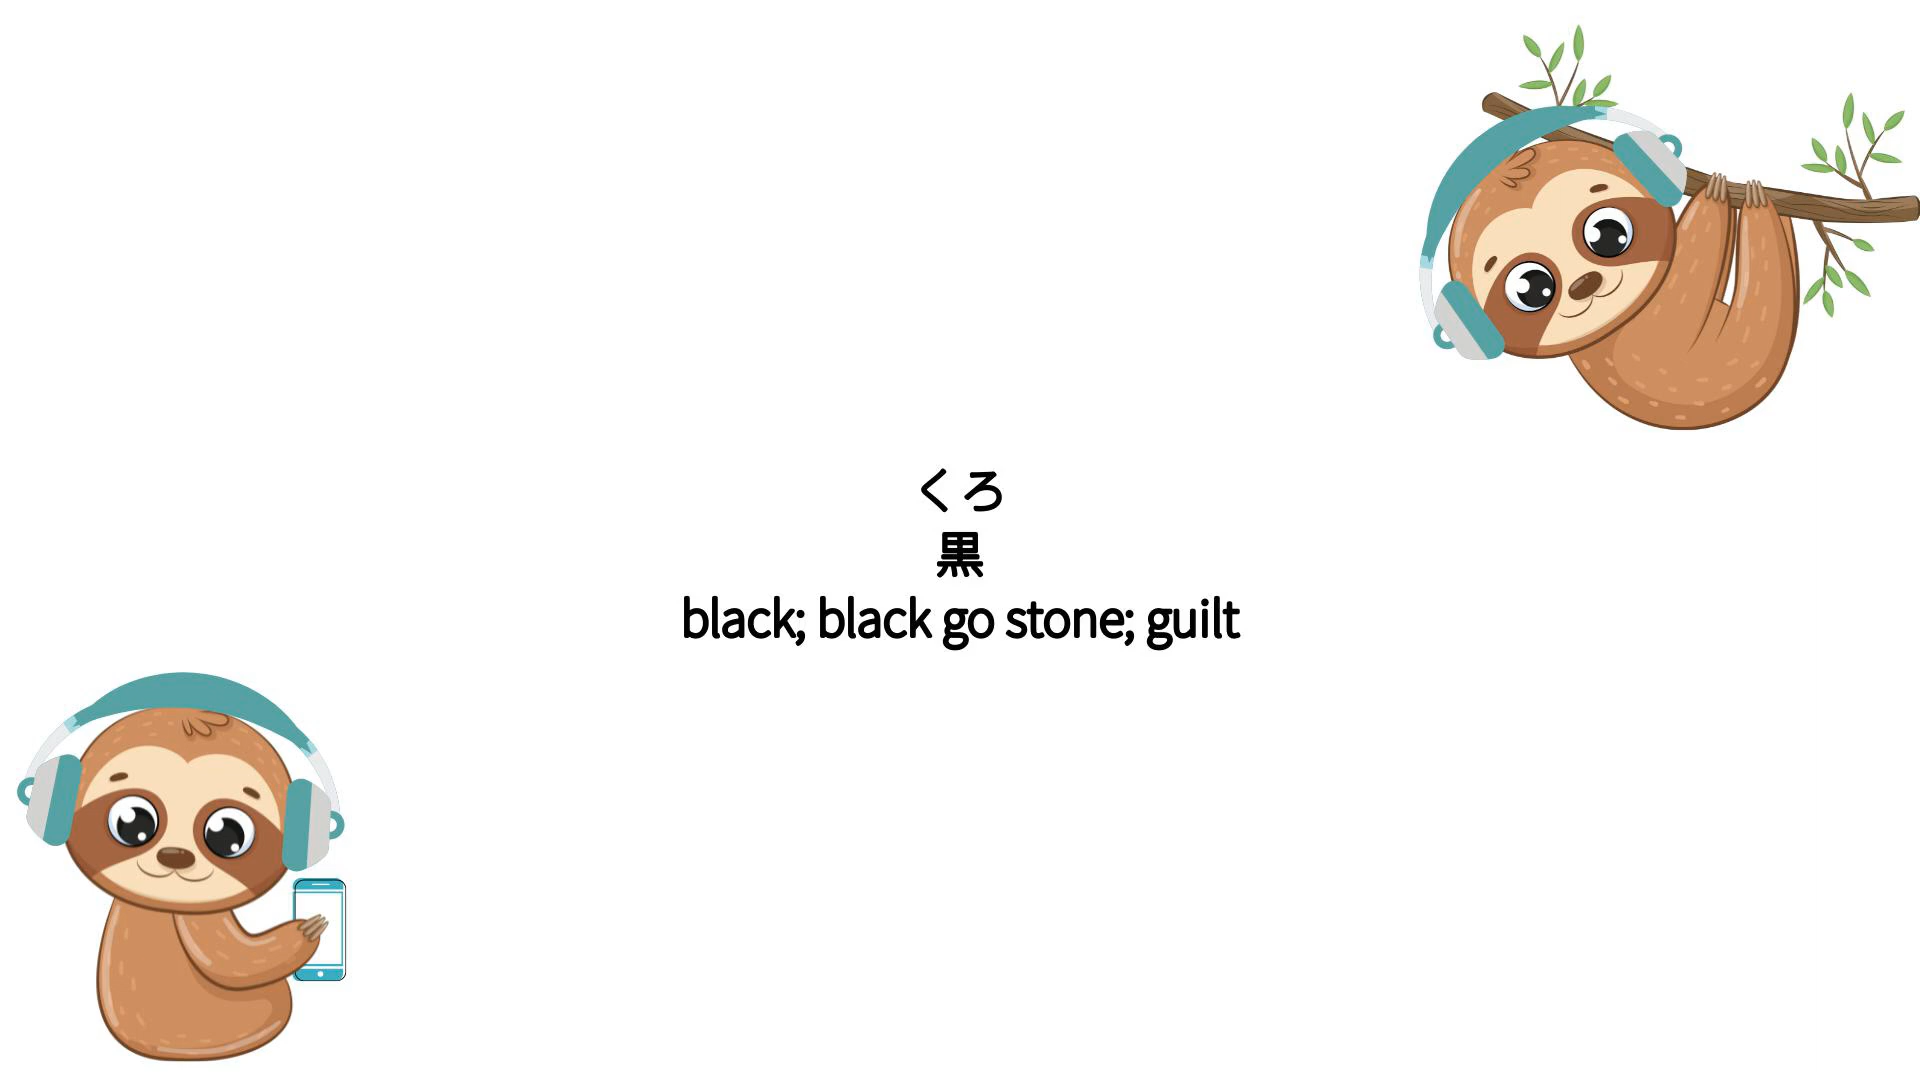 くろ
黒
black; black go stone; guilt